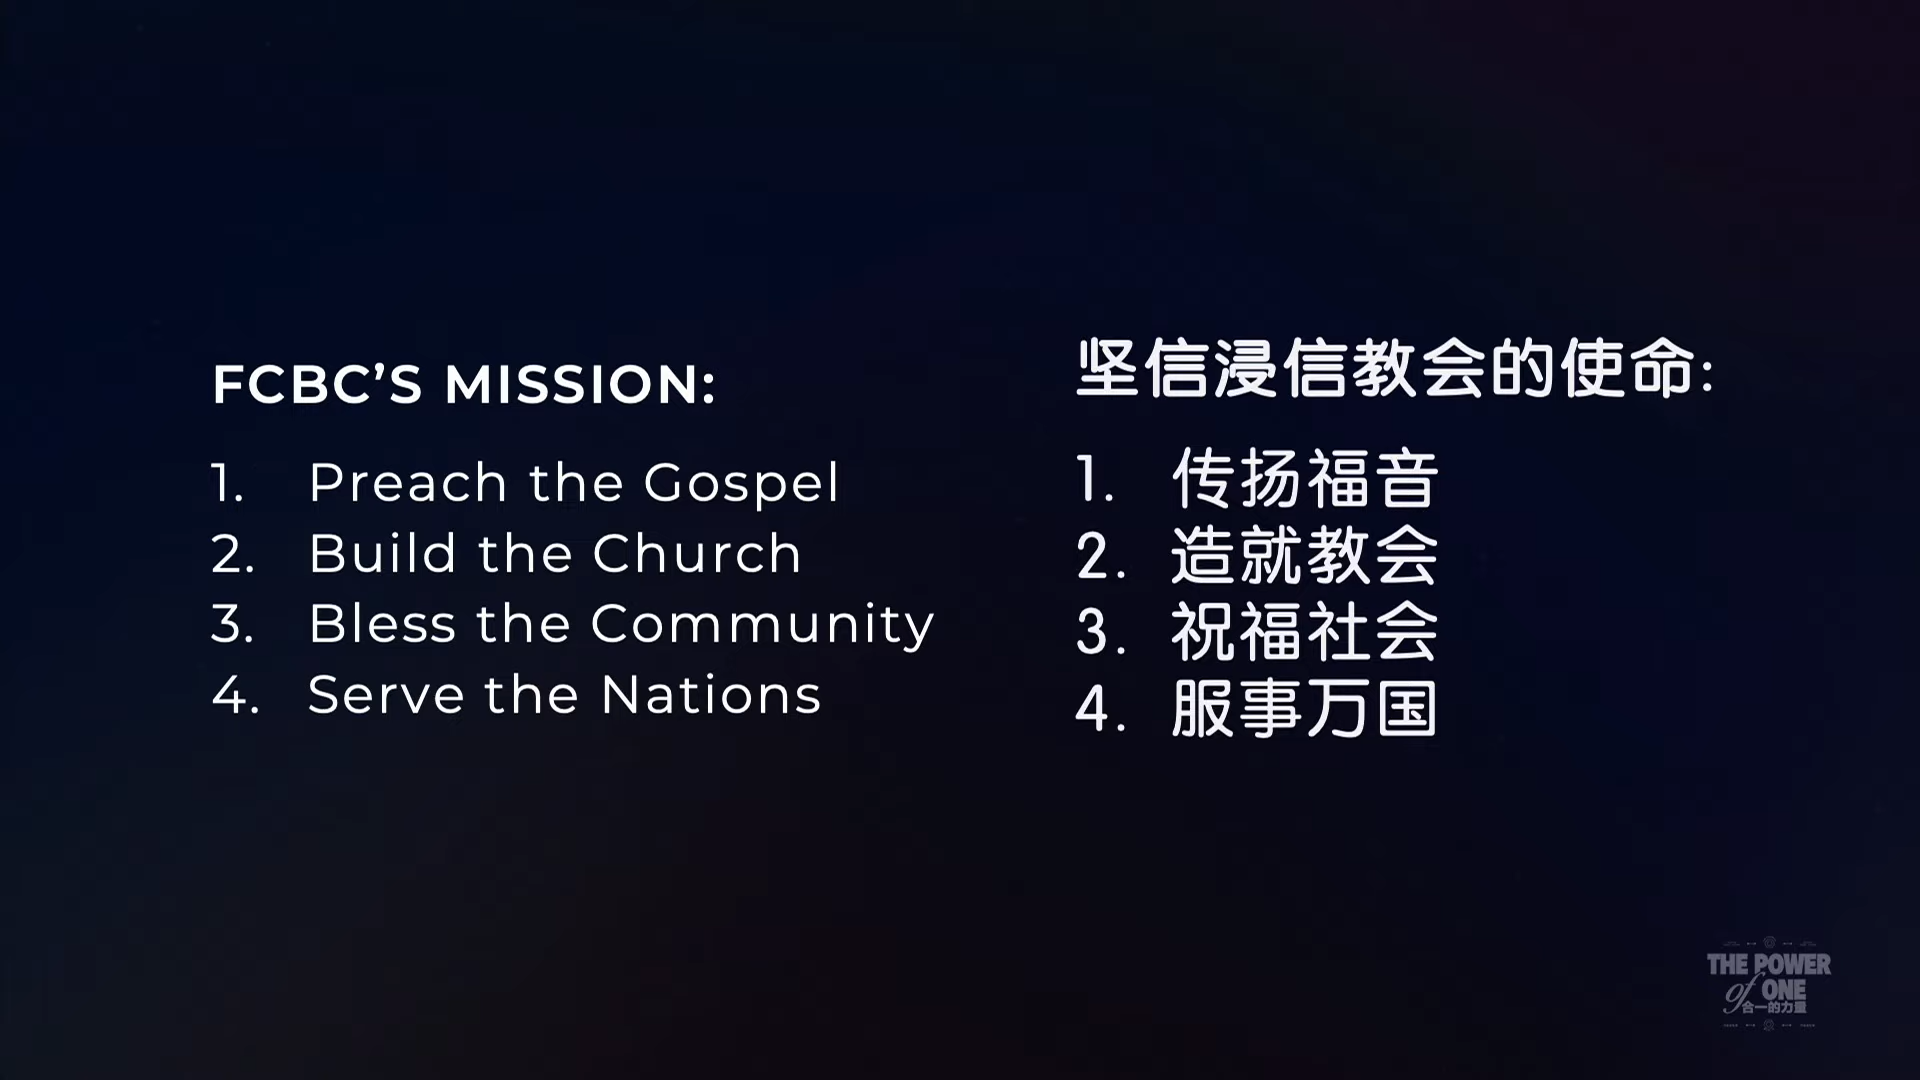 FCBC’S MISSION:
1. Preach the Gospel
2. Build the Church
3. Bless the Community
4. Serve the Nations
坚信浸信教会的使命:
1. 传扬福音
2. 造就教会
3. 祝福社会
4. 服事万国
THE POWER
of ONE
合一的力量